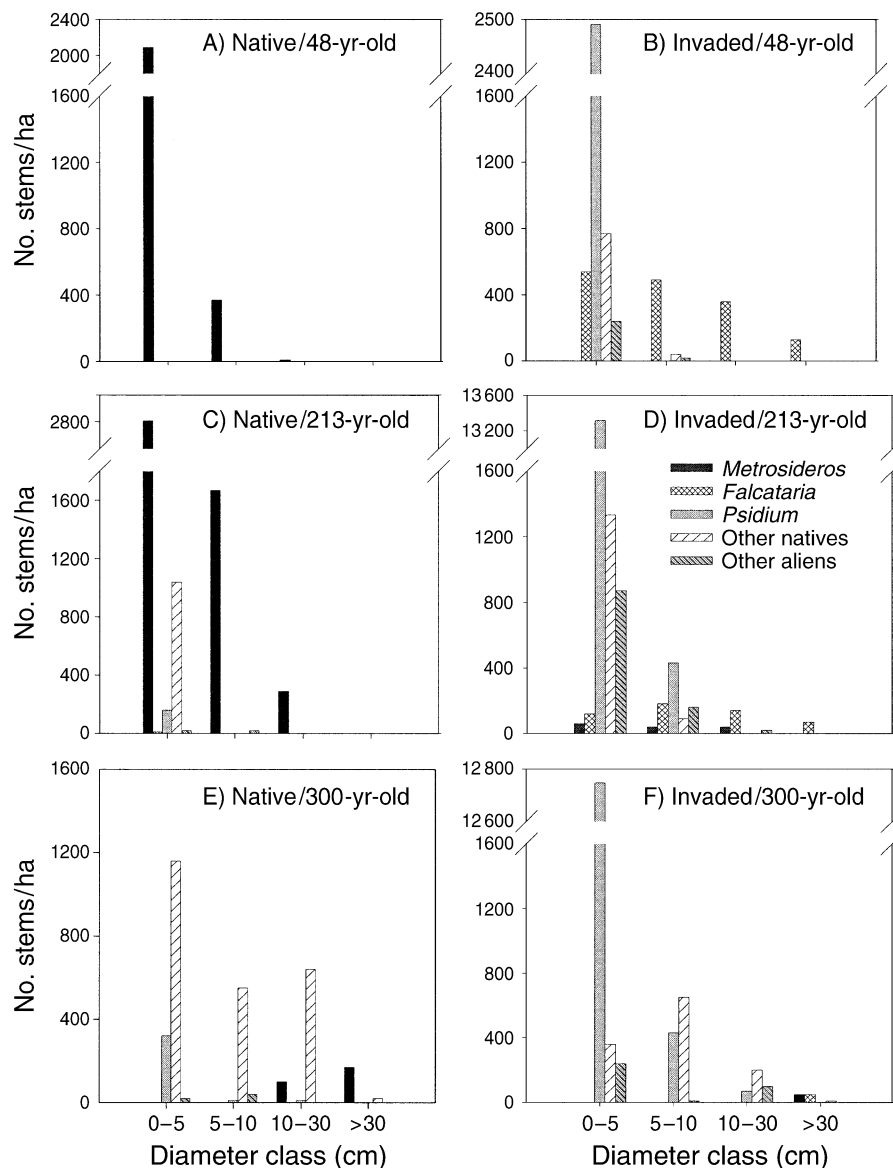 A) Native/48-yr-old
No. stems/ha
2400
2000
1600
1200
800
400
0
B) Invaded/48-yr-old
2500
2400
1600
1200
800
400
0
C) Native/213-yr-old
No. stems/ha
2800
1600
1200
800
400
0
D) Invaded/213-yr-old
13 600
13 200
1600
1200
800
400
0
Metrosideros
Falcataria
Psidium
Other natives
Other aliens
E) Native/300-yr-old
No. stems/ha
1600
1200
800
400
0
0–5 5–10 10–30 >30
Diameter class (cm)
F) Invaded/300-yr-old
12 800
12 600
1600
1200
800
400
0
0–5 5–10 10–30 >30
Diameter class (cm)